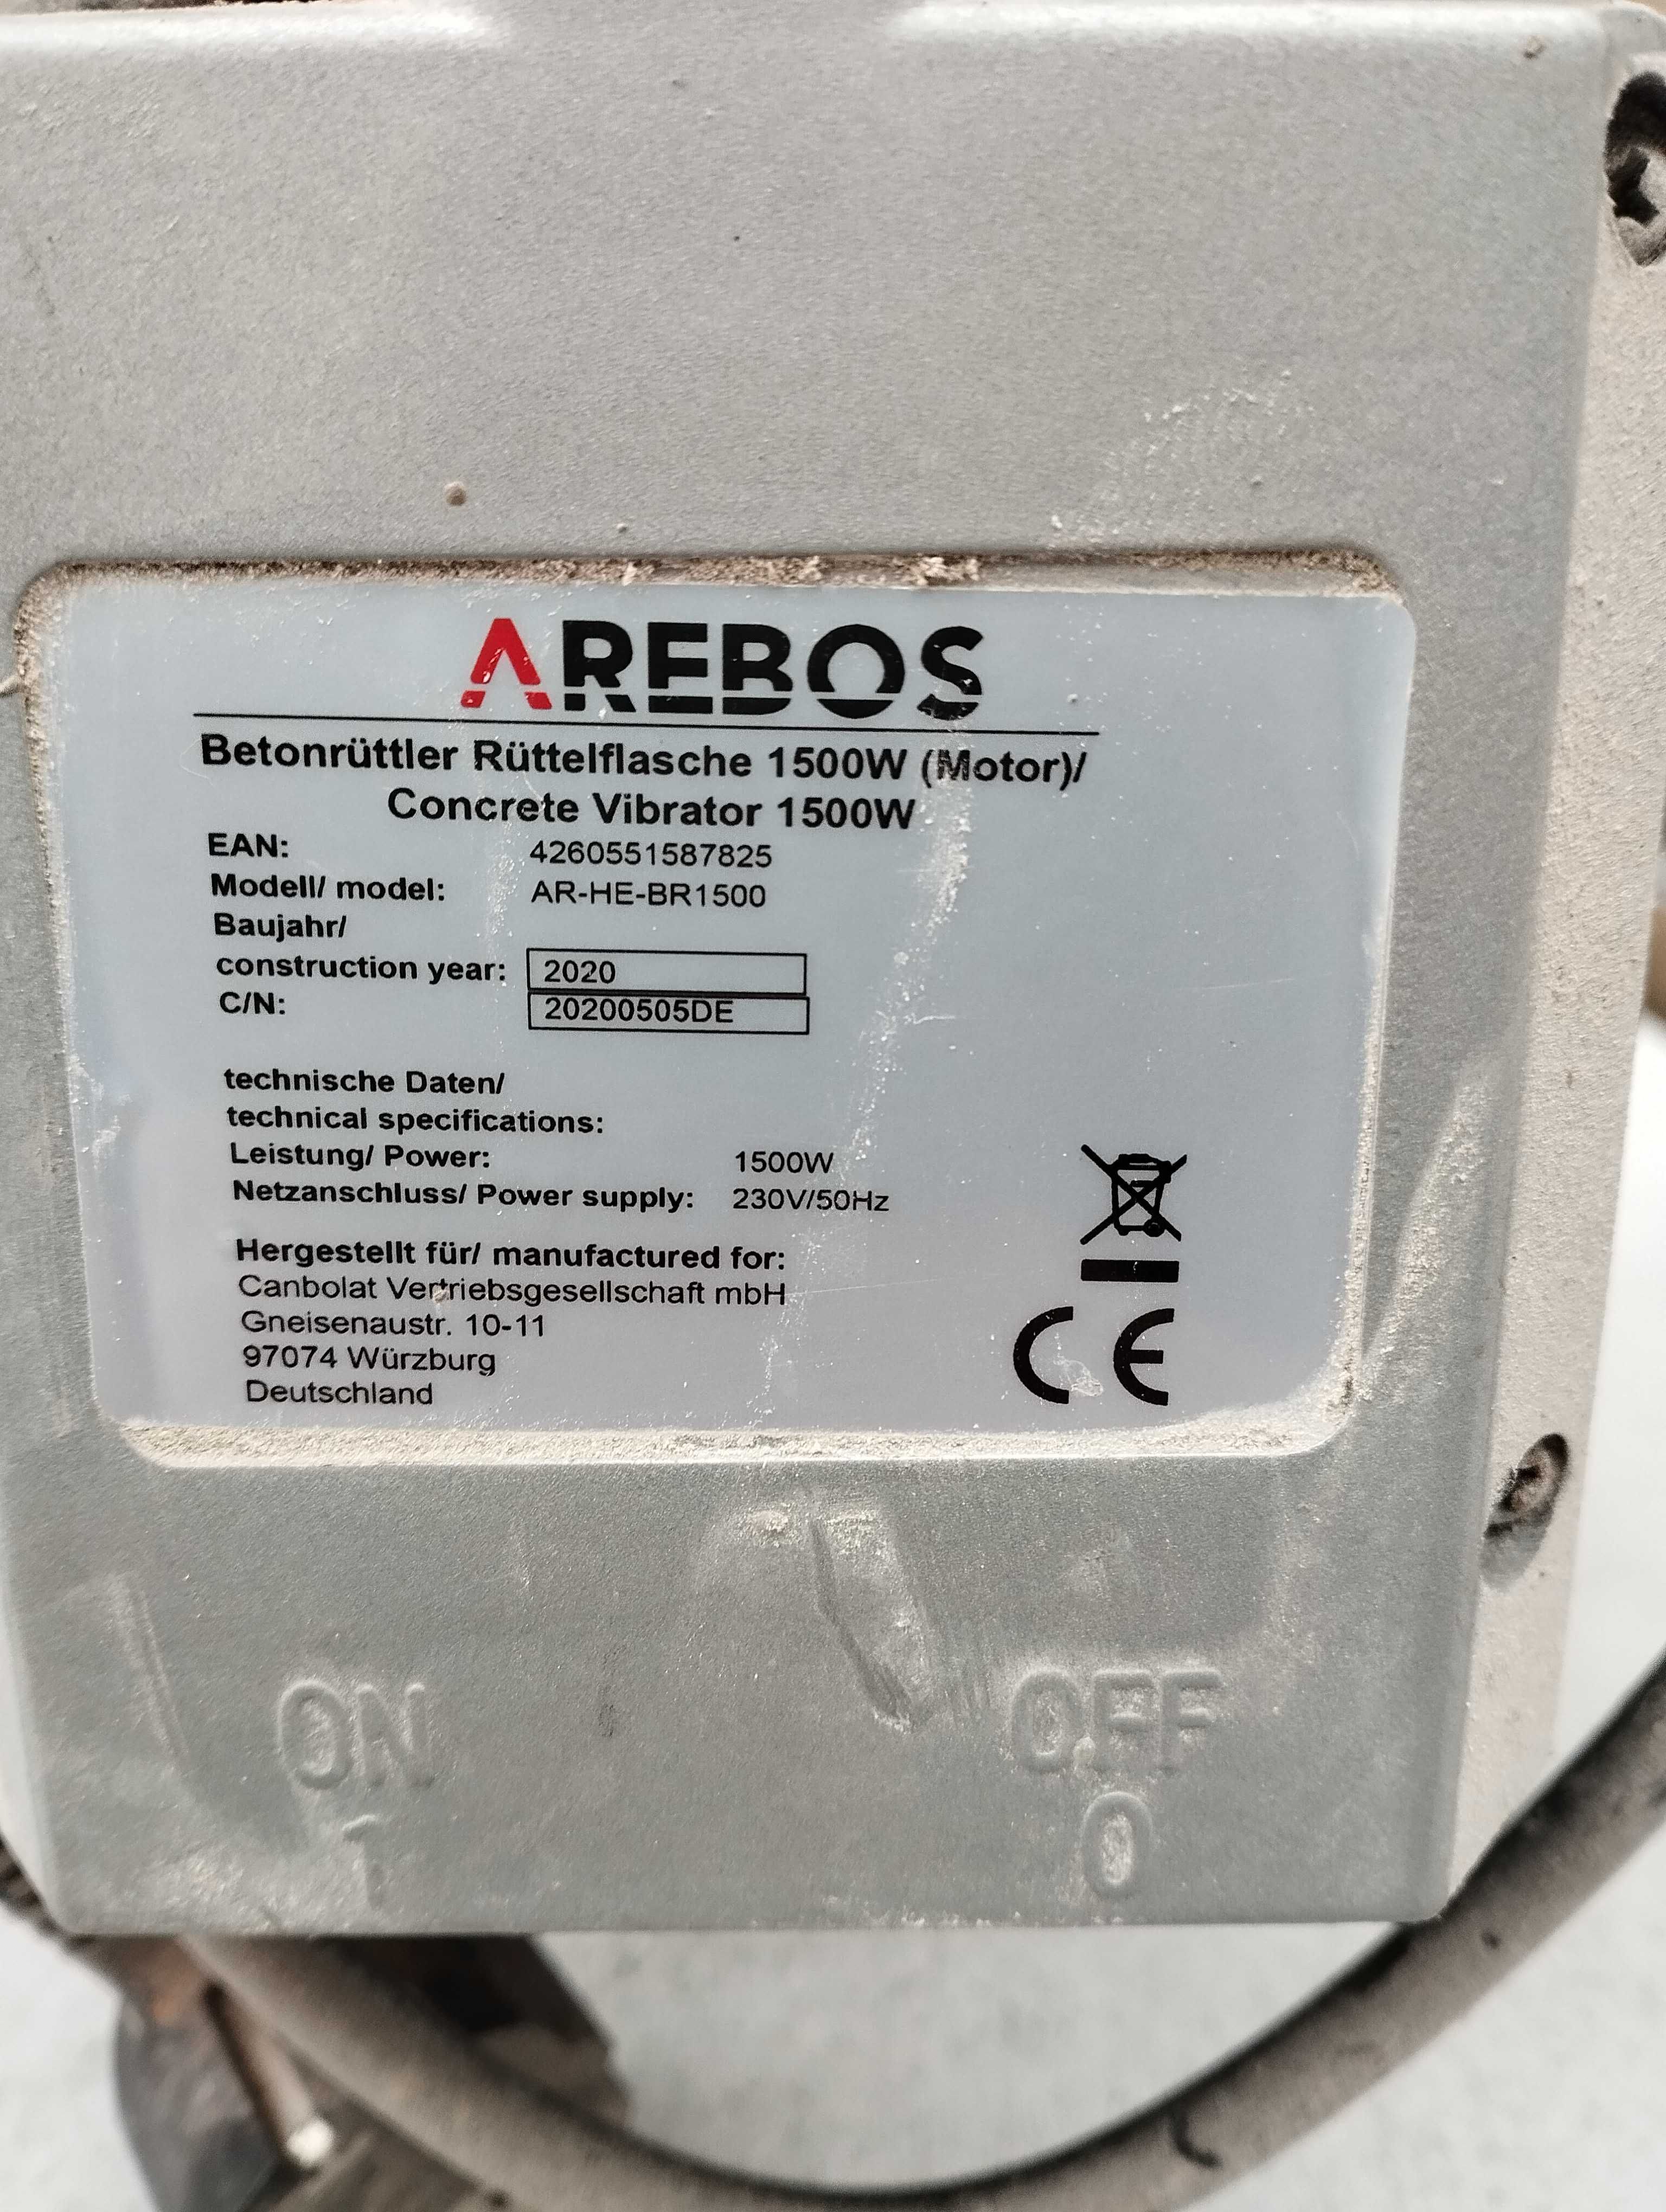 AREBOS
Betonrüttler Rüttelflasche 1500W (Motor)/
Concrete Vibrator 1500W
EAN: 4260551587825
Modell/ model: AR-HE-BR1500
Baujahr/
construction year: 2020
C/N: 20200505DE
technische Daten/
technical specifications:
Leistung/ Power: 1500W
Netzanschluss/ Power supply: 230V/50Hz
Hergestellt für/ manufactured for:
Canbolat Vertriebsgesellschaft mbH
Gneisenaustr. 10-11
97074 Würzburg
Deutschland
CE
ON OFF
1 0